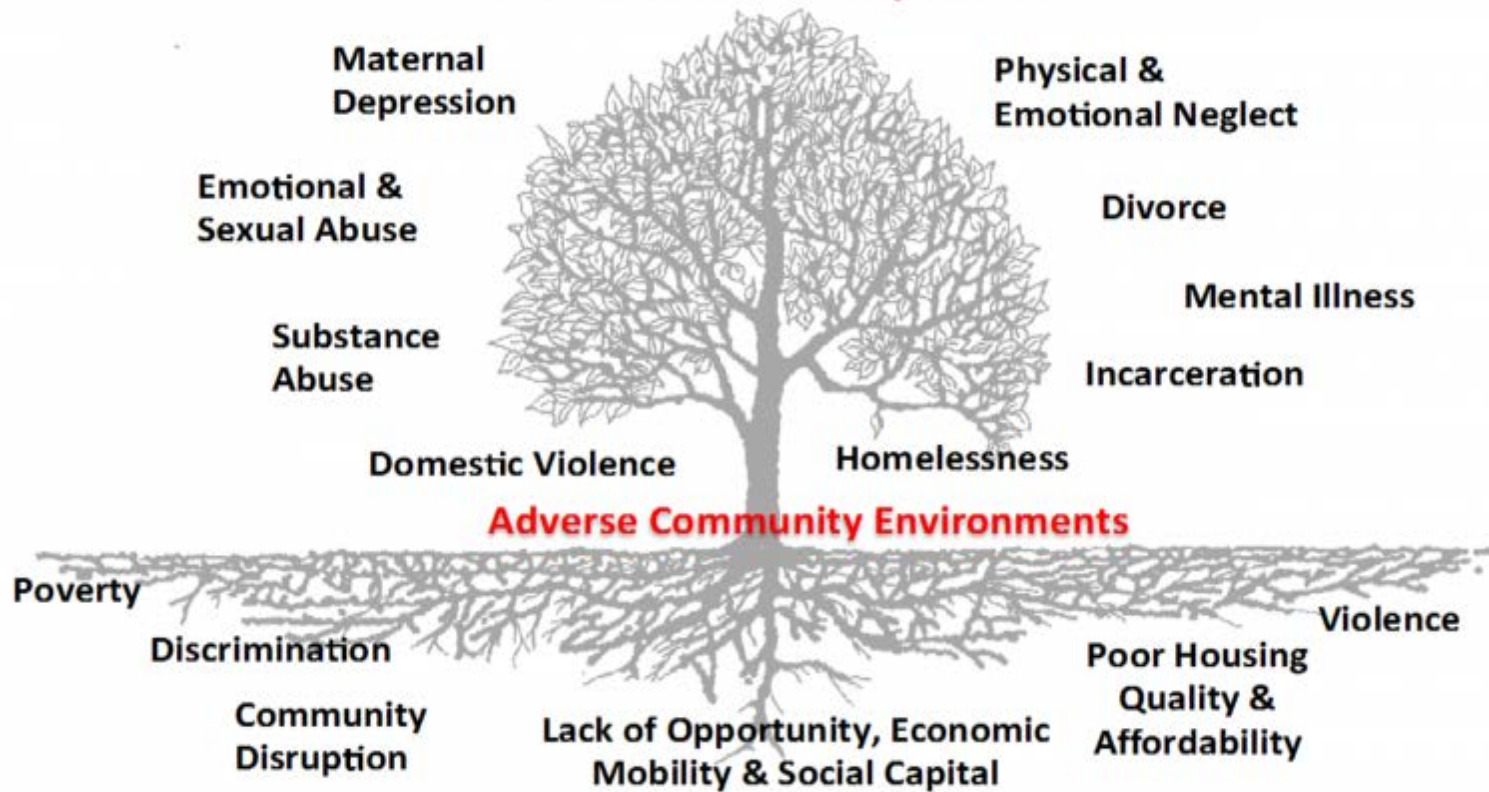 Maternal
Depression
Physical &
Emotional Neglect
Emotional &
Sexual Abuse
Divorce
Mental Illness
Substance
Abuse
Incarceration
Domestic Violence
Homelessness
Adverse Community Environments
Poverty
Violence
Discrimination
Poor Housing
Quality &
Affordability
Community
Disruption
Lack of Opportunity, Economic
Mobility & Social Capital